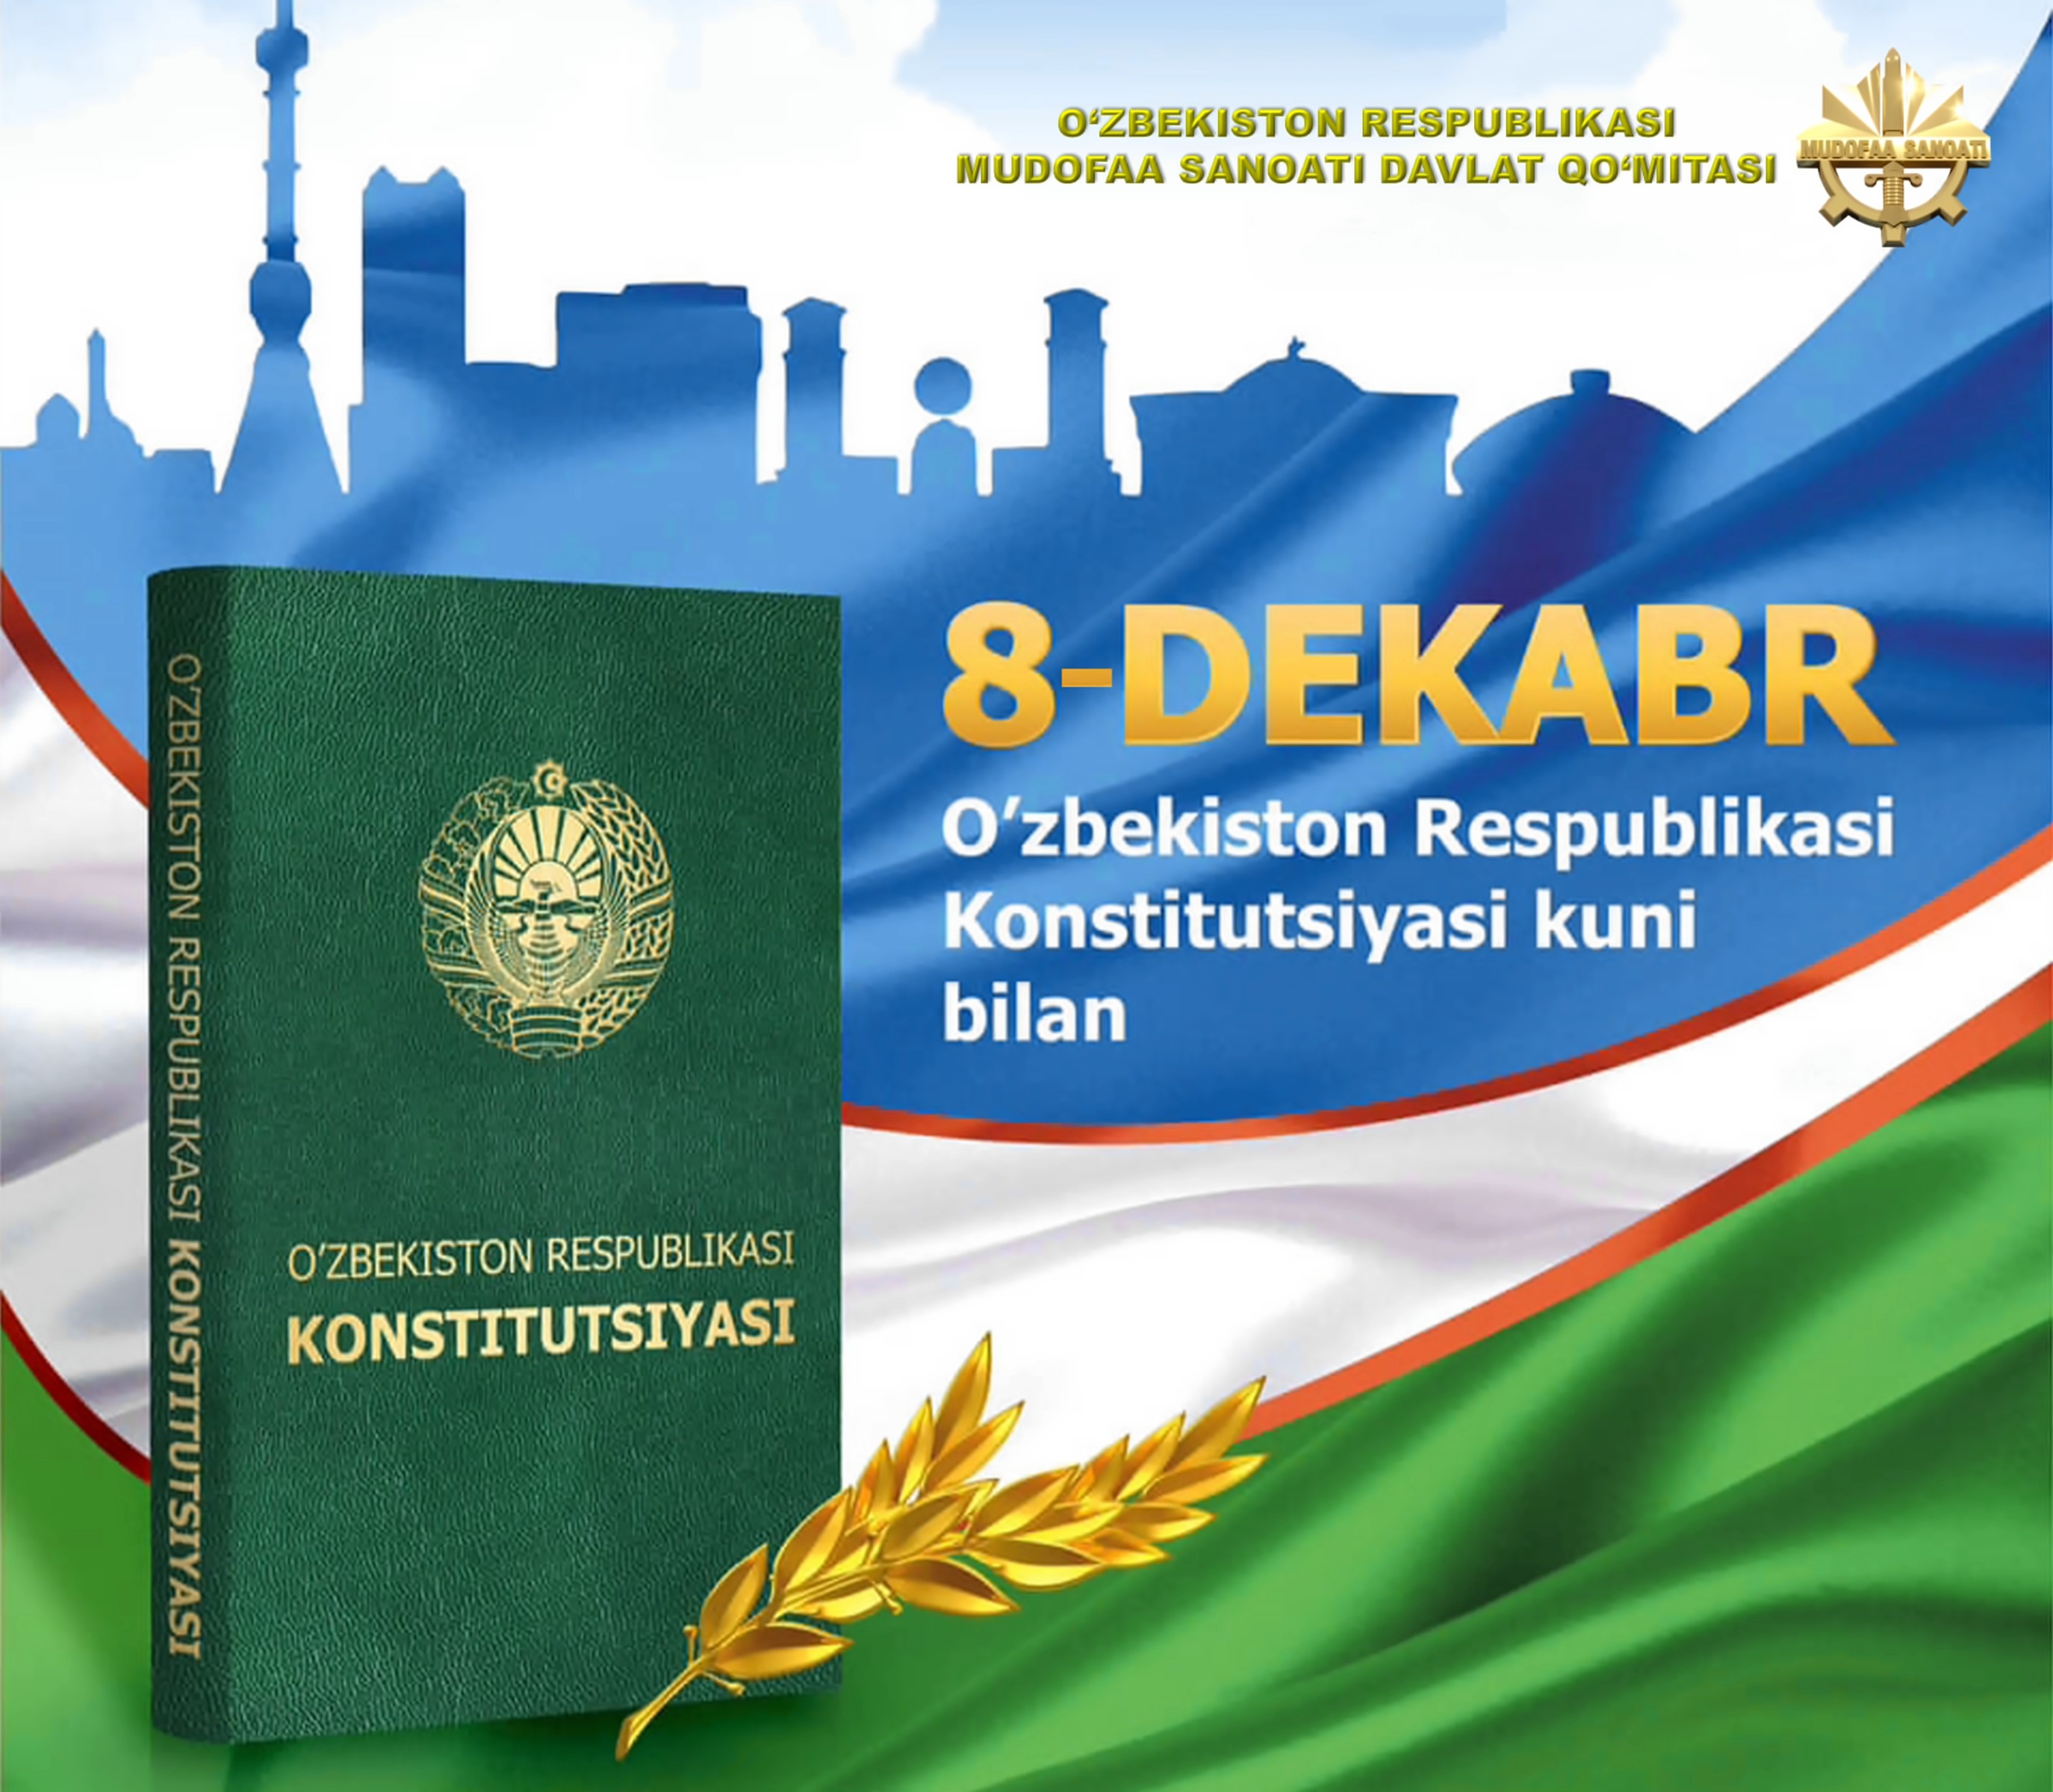 O‘ZBEKISTON RESPUBLIKASI
MUDOFAA SANOATI DAVLAT QO‘MITASI
MUDOFAA SANOATI
8-DEKABR
O’zbekiston Respublikasi
Konstitutsiyasi kuni
bilan
O’ZBEKISTON RESPUBLIKASI KONSTITUTSIYASI
O’ZBEKISTON RESPUBLIKASI
KONSTITUTSIYASI